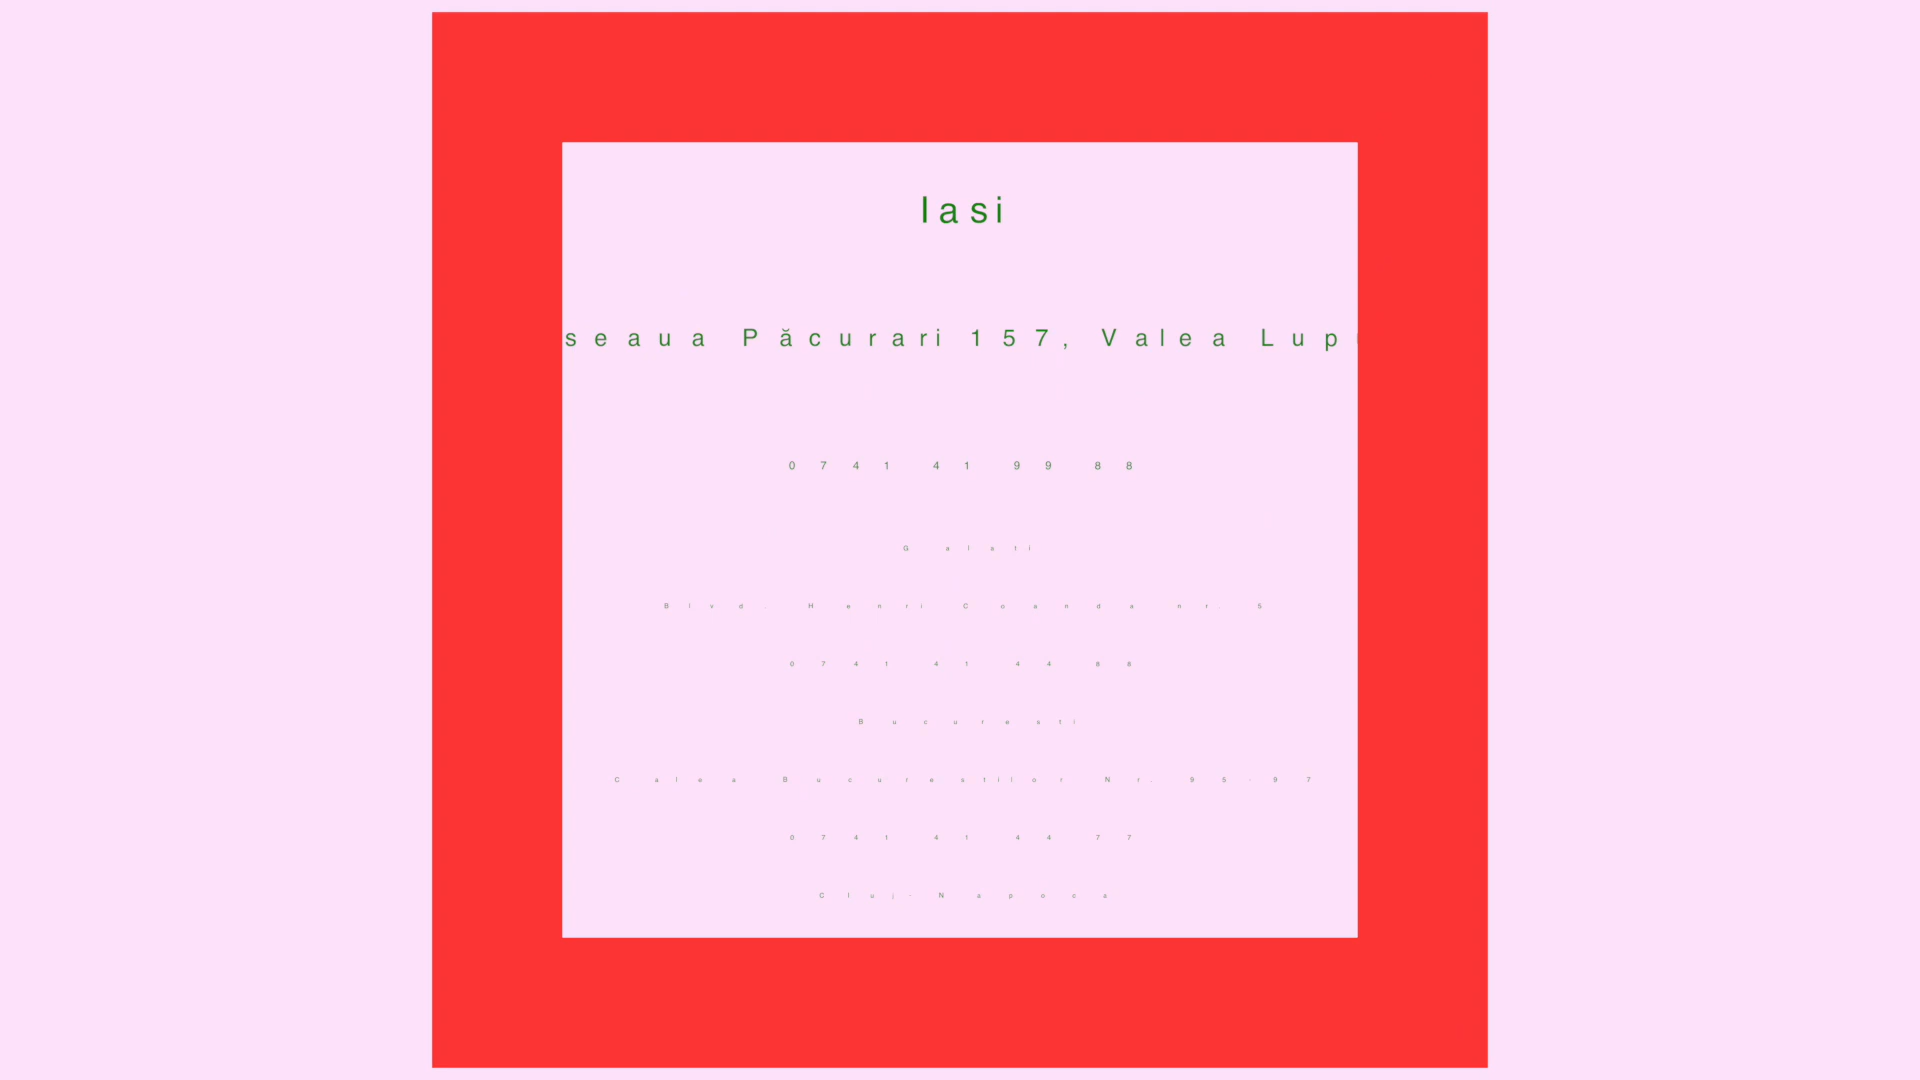 Iasi
seaua Păcurari 157, Valea Lup
0741 41 99 88
Galati
Blvd. Henri Coanda nr. 5
0741 41 44 88
Bucuresti
Calea Bucurestilor Nr. 95-97
0741 41 44 77
Cluj-Napoca